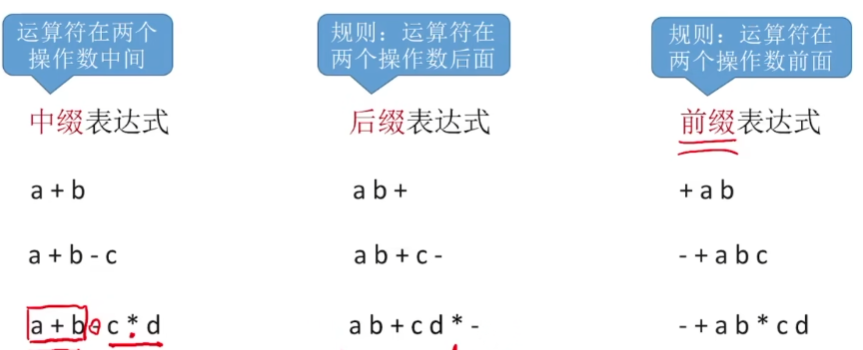 运算符在两个
操作数中间
规则：运算符在
两个操作数后面
规则：运算符在
两个操作数前面
中缀表达式
后缀表达式
前缀表达式
a + b
a b +
+ a b
a + b - c
a b + c -
- + a b c
a + b - c * d
a b + c d * -
- + a b * c d